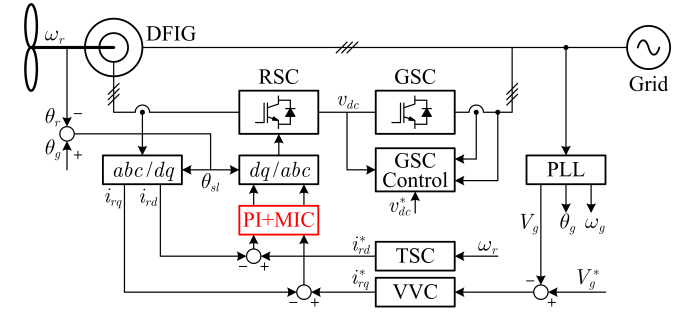 ω_r
DFIG
RSC
GSC
Grid
v_dc
θ_r −
θ_g +
abc/dq
θ_sl
dq/abc
GSC
Control
PLL
i_rq
i_rd
v*_dc
V_g
θ_g
ω_g
PI+MIC
i*_rd
TSC
ω_r
− +
i*_rq
VVC
− +
− +
V*_g